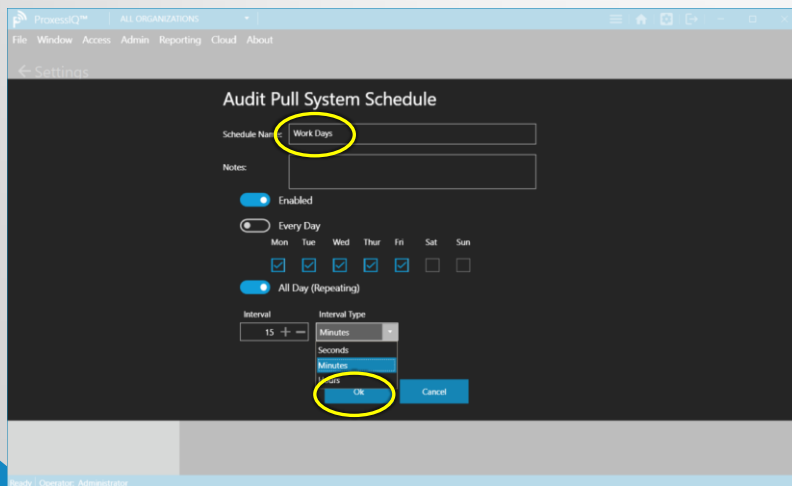 ProxessIQ™ ALL ORGANIZATIONS
File Window Access Admin Reporting Cloud About
Settings
Audit Pull System Schedule
Schedule Name: Work Days
Notes:
Enabled
Every Day
Mon Tue Wed Thur Fri Sat Sun
All Day (Repeating)
Interval Interval Type
15 Minutes
Seconds
Minutes
Hours
Ok Cancel
Ready Operator: Administrator